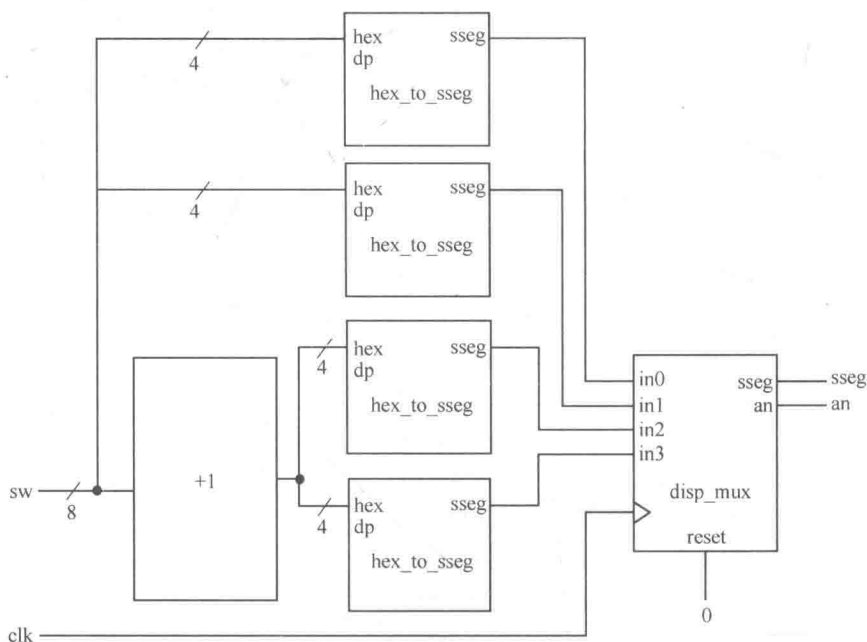 hex sseg
dp
4
hex_to_sseg
hex sseg
dp
4
hex_to_sseg
hex sseg
4
dp
in0 sseg sseg
hex_to_sseg
in1 an an
in2
in3
+1
sw
disp_mux
8
hex sseg
4
dp
reset
hex_to_sseg
0
clk